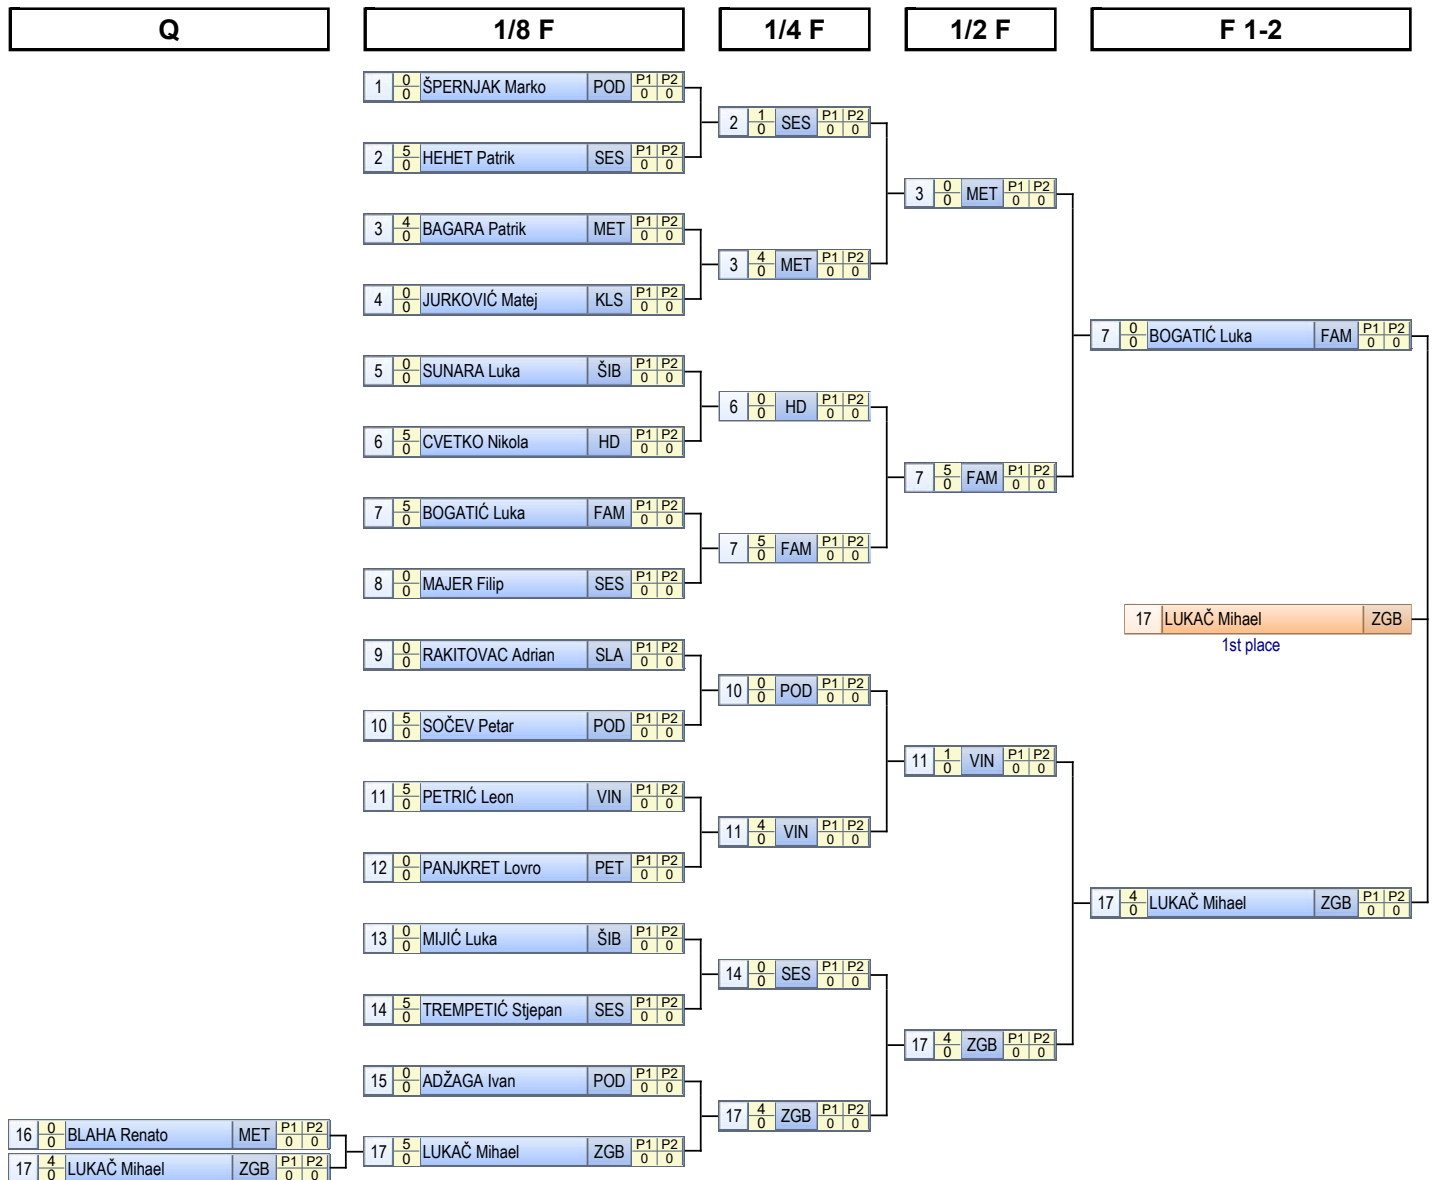 Q
1/8 F
1/4 F
1/2 F
F 1-2
1 0 0 ŠPERNJAK Marko POD P1 P2 0 0
2 1 0 SES P1 P2 0 0
2 5 0 HEHET Patrik SES P1 P2 0 0
3 0 0 MET P1 P2 0 0
3 4 0 BAGARA Patrik MET P1 P2 0 0
3 4 0 MET P1 P2 0 0
4 0 0 JURKOVIĆ Matej KLS P1 P2 0 0
7 0 0 BOGATIĆ Luka FAM P1 P2 0 0
5 0 0 SUNARA Luka ŠIB P1 P2 0 0
6 0 0 HD P1 P2 0 0
6 5 0 CVETKO Nikola HD P1 P2 0 0
7 5 0 FAM P1 P2 0 0
7 5 0 BOGATIĆ Luka FAM P1 P2 0 0
7 5 0 FAM P1 P2 0 0
8 0 0 MAJER Filip SES P1 P2 0 0
17 LUKAČ Mihael ZGB
1st place
9 0 0 RAKITOVAC Adrian SLA P1 P2 0 0
10 0 0 POD P1 P2 0 0
10 5 0 SOČEV Petar POD P1 P2 0 0
11 1 0 VIN P1 P2 0 0
11 5 0 PETRIĆ Leon VIN P1 P2 0 0
11 4 0 VIN P1 P2 0 0
12 0 0 PANJKRET Lovro PET P1 P2 0 0
17 4 0 LUKAČ Mihael ZGB P1 P2 0 0
13 0 0 MIJIĆ Luka ŠIB P1 P2 0 0
14 0 0 SES P1 P2 0 0
14 5 0 TREMPETIĆ Stjepan SES P1 P2 0 0
17 4 0 ZGB P1 P2 0 0
15 0 0 ADŽAGA Ivan POD P1 P2 0 0
17 4 0 ZGB P1 P2 0 0
16 0 0 BLAHA Renato MET P1 P2 0 0
17 5 0 LUKAČ Mihael ZGB P1 P2 0 0
17 4 0 LUKAČ Mihael ZGB P1 P2 0 0